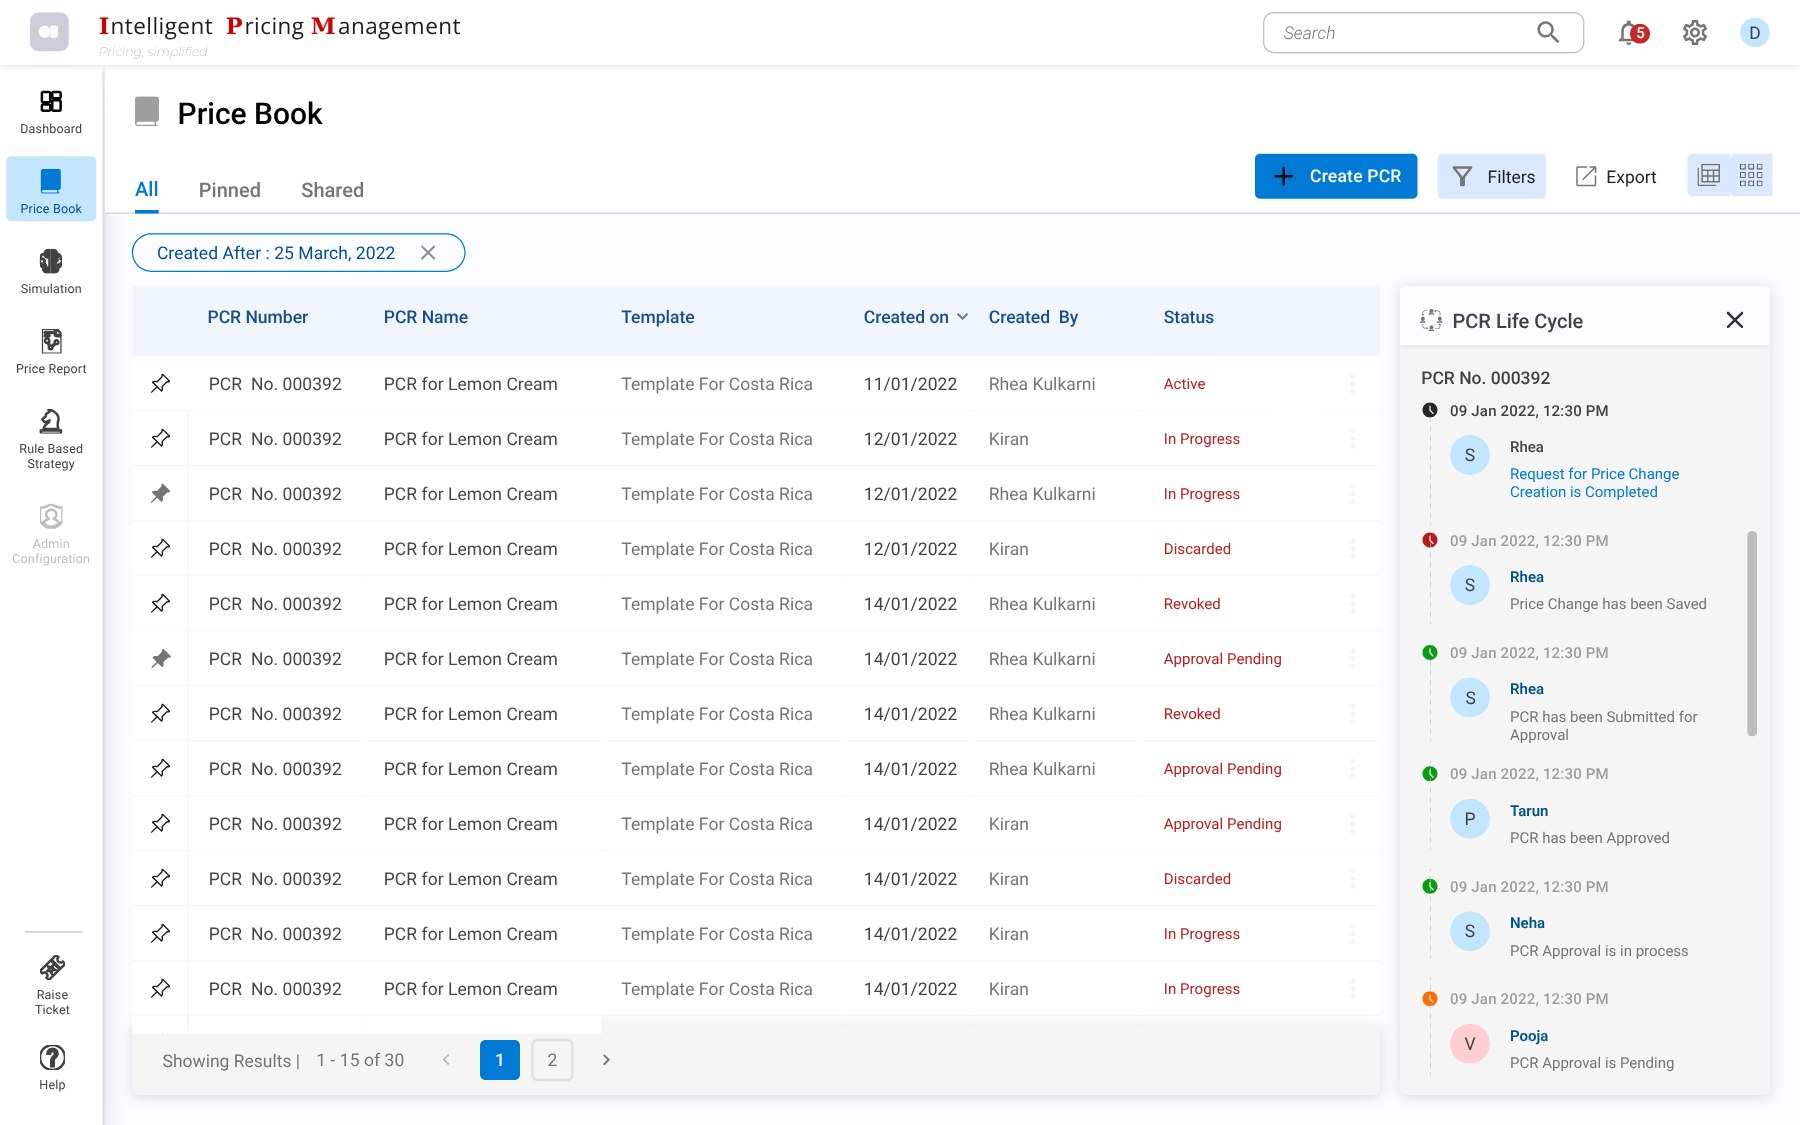 Intelligent Pricing Management
Pricing, simplified
Search
5
D
Dashboard
Price Book
Simulation
Price Report
Rule Based
Strategy
Admin
Configuration
Raise
Ticket
Help
Price Book
All Pinned Shared
Create PCR Filters Export
Created After : 25 March, 2022
PCR Number PCR Name Template Created on Created By Status
PCR No. 000392 PCR for Lemon Cream Template For Costa Rica 11/01/2022 Rhea Kulkarni Active
PCR No. 000392 PCR for Lemon Cream Template For Costa Rica 12/01/2022 Kiran In Progress
PCR No. 000392 PCR for Lemon Cream Template For Costa Rica 12/01/2022 Rhea Kulkarni In Progress
PCR No. 000392 PCR for Lemon Cream Template For Costa Rica 12/01/2022 Kiran Discarded
PCR No. 000392 PCR for Lemon Cream Template For Costa Rica 14/01/2022 Rhea Kulkarni Revoked
PCR No. 000392 PCR for Lemon Cream Template For Costa Rica 14/01/2022 Rhea Kulkarni Approval Pending
PCR No. 000392 PCR for Lemon Cream Template For Costa Rica 14/01/2022 Rhea Kulkarni Revoked
PCR No. 000392 PCR for Lemon Cream Template For Costa Rica 14/01/2022 Rhea Kulkarni Approval Pending
PCR No. 000392 PCR for Lemon Cream Template For Costa Rica 14/01/2022 Kiran Approval Pending
PCR No. 000392 PCR for Lemon Cream Template For Costa Rica 14/01/2022 Kiran Discarded
PCR No. 000392 PCR for Lemon Cream Template For Costa Rica 14/01/2022 Kiran In Progress
PCR No. 000392 PCR for Lemon Cream Template For Costa Rica 14/01/2022 Kiran In Progress
Showing Results | 1 - 15 of 30 1 2
PCR Life Cycle
PCR No. 000392
09 Jan 2022, 12:30 PM
S
Rhea
Request for Price Change
Creation is Completed
09 Jan 2022, 12:30 PM
S
Rhea
Price Change has been Saved
09 Jan 2022, 12:30 PM
S
Rhea
PCR has been Submitted for
Approval
09 Jan 2022, 12:30 PM
P
Tarun
PCR has been Approved
09 Jan 2022, 12:30 PM
S
Neha
PCR Approval is in process
09 Jan 2022, 12:30 PM
V
Pooja
PCR Approval is Pending